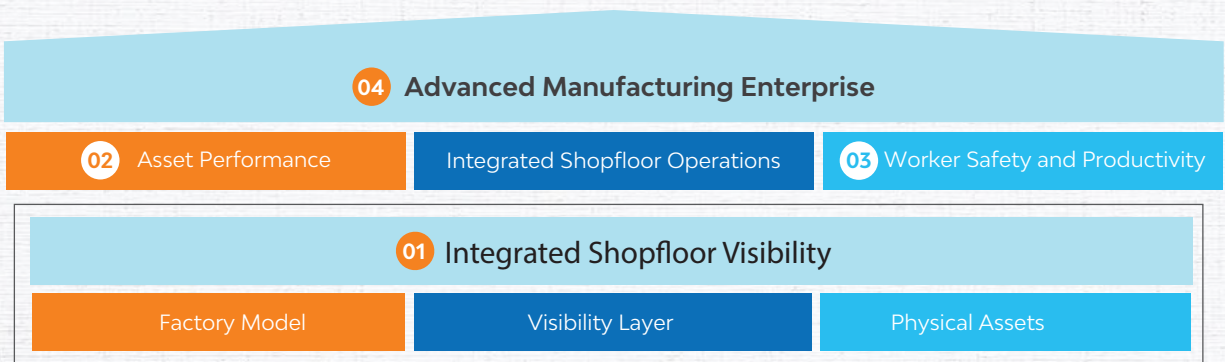 04 Advanced Manufacturing Enterprise
02 Asset Performance
Integrated Shopfloor Operations
03 Worker Safety and Productivity
01 Integrated Shopfloor Visibility
Factory Model
Visibility Layer
Physical Assets